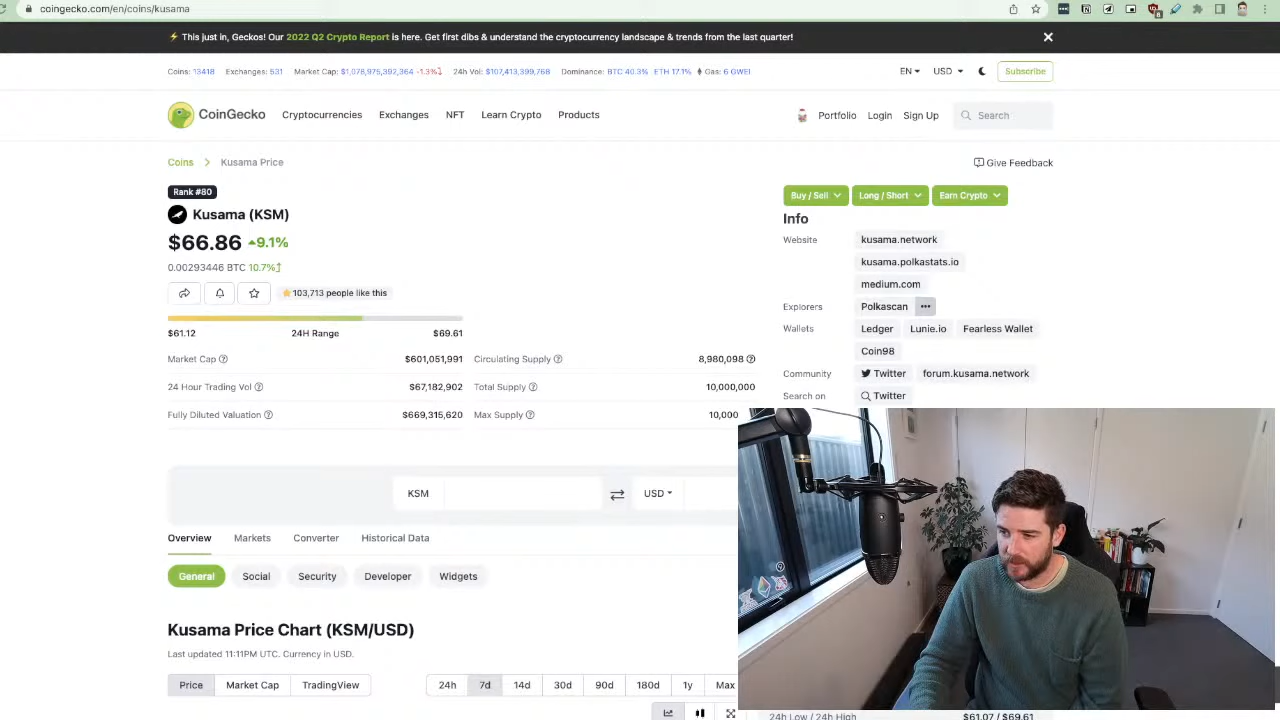 coingecko.com/en/coins/kusama
⚡ This just in, Geckos! Our 2022 Q2 Crypto Report is here. Get first dibs & understand the cryptocurrency landscape & trends from the last quarter!
Coins: 13418 Exchanges: 531 Market Cap: $1,078,975,392,364 -1.3% 24h Vol: $107,413,399,768 Dominance: BTC 40.3% ETH 17.1% Gas: 6 GWEI
EN USD Subscribe
CoinGecko Cryptocurrencies Exchanges NFT Learn Crypto Products
Portfolio Login Sign Up Search
Coins > Kusama Price
Give Feedback
Rank #80
Kusama (KSM)
$66.86 9.1%
0.00293446 BTC 10.7%
103,713 people like this
$61.12 24H Range $69.61
Market Cap $601,051,991
24 Hour Trading Vol $67,182,902
Fully Diluted Valuation $669,315,620
Circulating Supply 8,980,098
Total Supply 10,000,000
Max Supply 10,000
Buy / Sell Long / Short Earn Crypto
Info
Website kusama.network
kusama.polkastats.io
medium.com
Explorers Polkascan •••
Wallets Ledger Lunie.io Fearless Wallet
Coin98
Community Twitter forum.kusama.network
Search on Twitter
KSM USD
Overview Markets Converter Historical Data
General Social Security Developer Widgets
Kusama Price Chart (KSM/USD)
Last updated 11:11PM UTC. Currency in USD.
Price Market Cap TradingView
24h 7d 14d 30d 90d 180d 1y Max
24h Low / 24h High $61.07 / $69.61